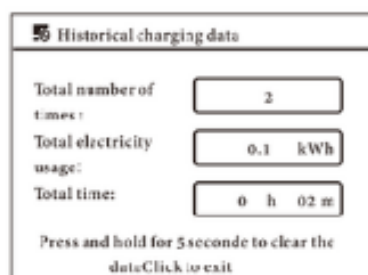 Historical charging data
Total number of
times:
2
Total electricity
usage:
0.1 kWh
Total time:
0 h 02 m
Press and hold for 5 seconde to clear the
dataClick to exit